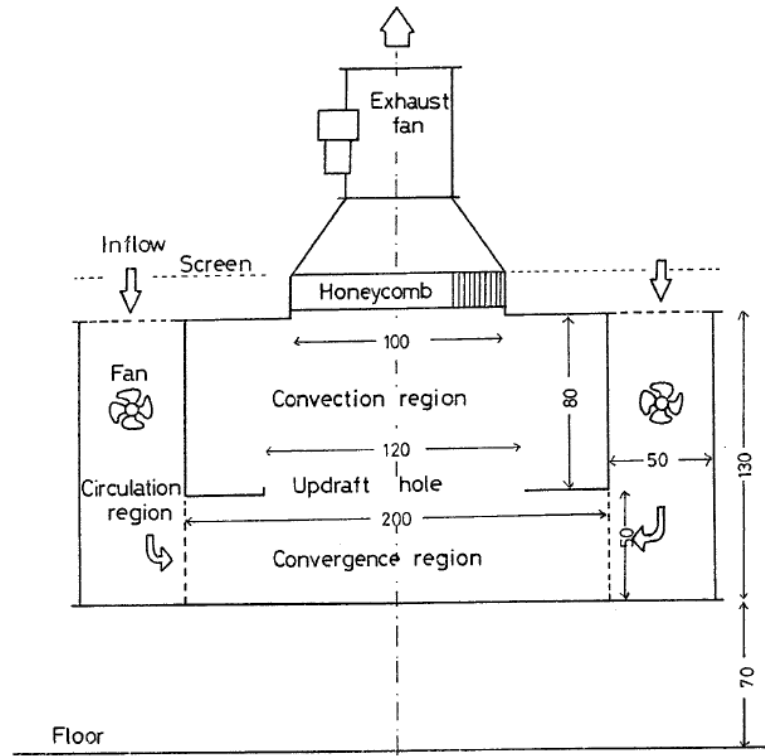 Exhaust
fan
Inflow
Screen
Honeycomb
100
Fan
Convection region
80
120
50
130
Circulation
region
Updraft hole
200
50
Convergence region
70
Floor